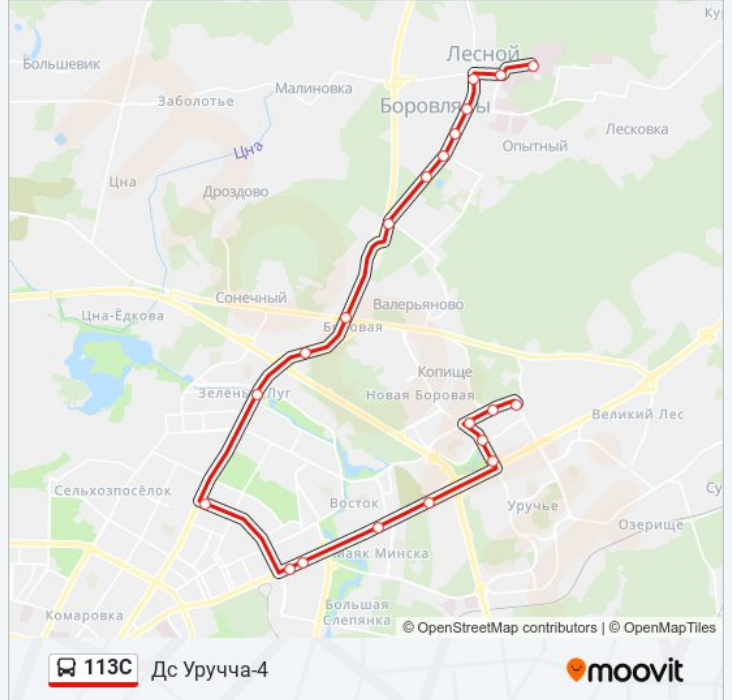 Ку
Лесной
Большевик
Малиновка
Заболотье
Боровляны
Лесковка
Опытный
Цна
Цна
Дроздово
Сонечный
Валерьяново
Цна-Ёдкова
Боровая
Копище
Зелёный Луг
Новая Боровая
Великий Лес
Сельхозпосёлок
Восток
Уручье
Су
Озерище
Маяк Минска
Большая
Слепянка
Комаровка
© OpenStreetMap contributors | © OpenMapTiles
113С Дс Уручча-4
moovit